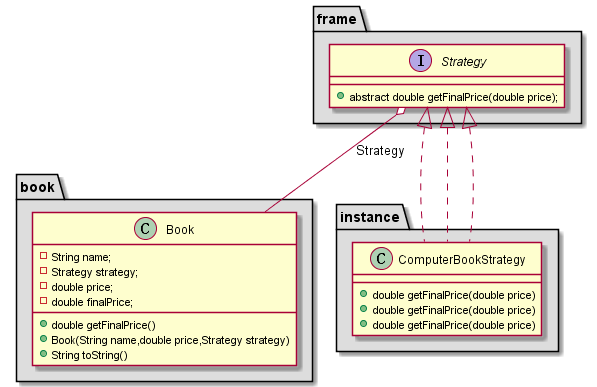 frame
I Strategy
abstract double getFinalPrice(double price);
Strategy
book
C Book
String name;
Strategy strategy;
double price;
double finalPrice;
double getFinalPrice()
Book(String name,double price,Strategy strategy)
String toString()
instance
C ComputerBookStrategy
double getFinalPrice(double price)
double getFinalPrice(double price)
double getFinalPrice(double price)